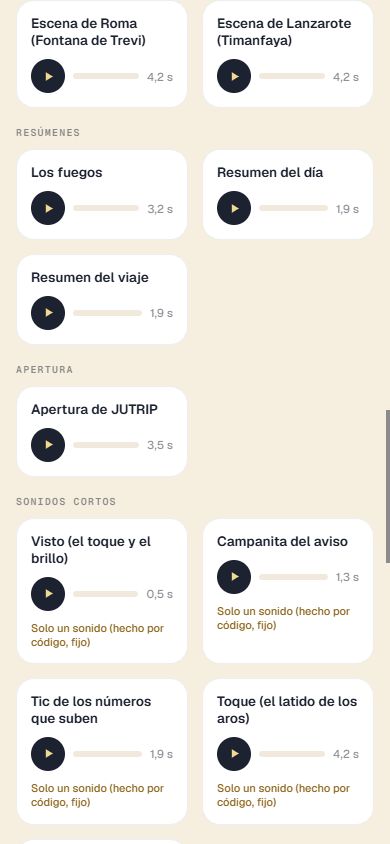 Escena de Roma
(Fontana de Trevi)
4,2 s
Escena de Lanzarote
(Timanfaya)
4,2 s
RESÚMENES
Los fuegos
3,2 s
Resumen del día
1,9 s
Resumen del viaje
1,9 s
APERTURA
Apertura de JUTRIP
3,5 s
SONIDOS CORTOS
Visto (el toque y el
brillo)
0,5 s
Solo un sonido (hecho por
código, fijo)
Campanita del aviso
1,3 s
Solo un sonido (hecho por
código, fijo)
Tic de los números
que suben
1,9 s
Solo un sonido (hecho por
código, fijo)
Toque (el latido de los
aros)
4,2 s
Solo un sonido (hecho por
código, fijo)